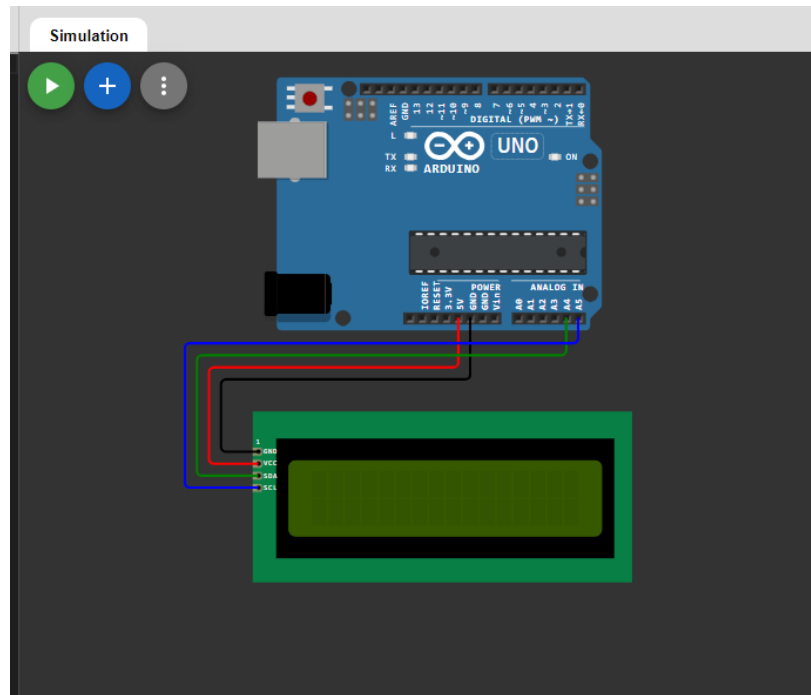 Simulation
AREF
GND
13
12
~11
~10
~9
8
7
~6
~5
4
~3
2
TX→1
RX←0
DIGITAL (PWM ~)
L
TX
RX
UNO
ON
ARDUINO
POWER
ANALOG IN
IOREF
RESET
3.3V
5V
GND
GND
Vin
A0
A1
A2
A3
A4
A5
1
GND
VCC
SDA
SCL